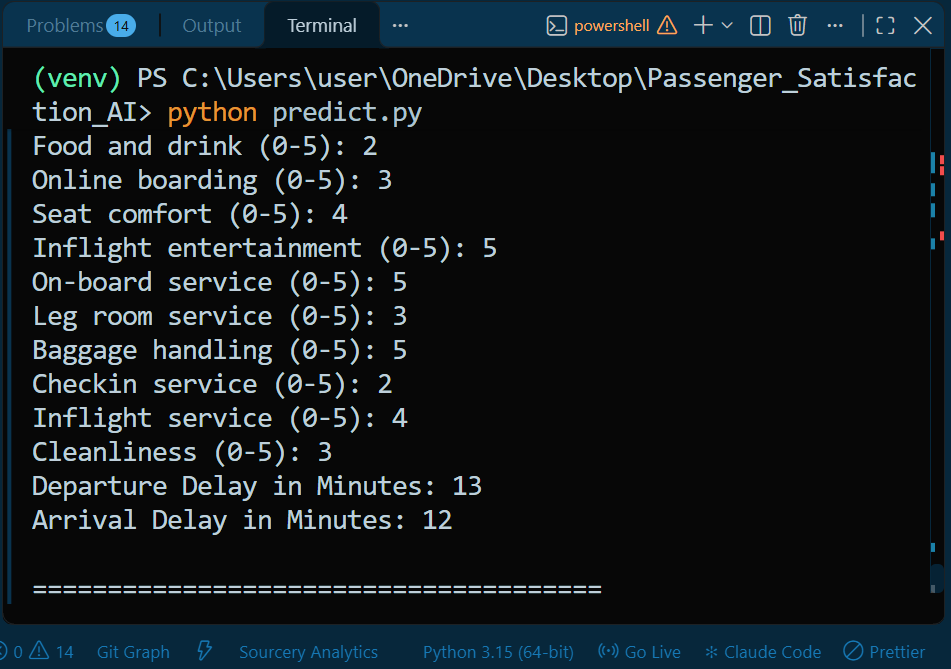 Problems 14 Output Terminal ··· powershell
(venv) PS C:\Users\user\OneDrive\Desktop\Passenger_Satisfac
tion_AI> python predict.py
Food and drink (0-5): 2
Online boarding (0-5): 3
Seat comfort (0-5): 4
Inflight entertainment (0-5): 5
On-board service (0-5): 5
Leg room service (0-5): 3
Baggage handling (0-5): 5
Checkin service (0-5): 2
Inflight service (0-5): 4
Cleanliness (0-5): 3
Departure Delay in Minutes: 13
Arrival Delay in Minutes: 12
======================================
0 14 Git Graph Sourcery Analytics Python 3.15 (64-bit) Go Live Claude Code Prettier